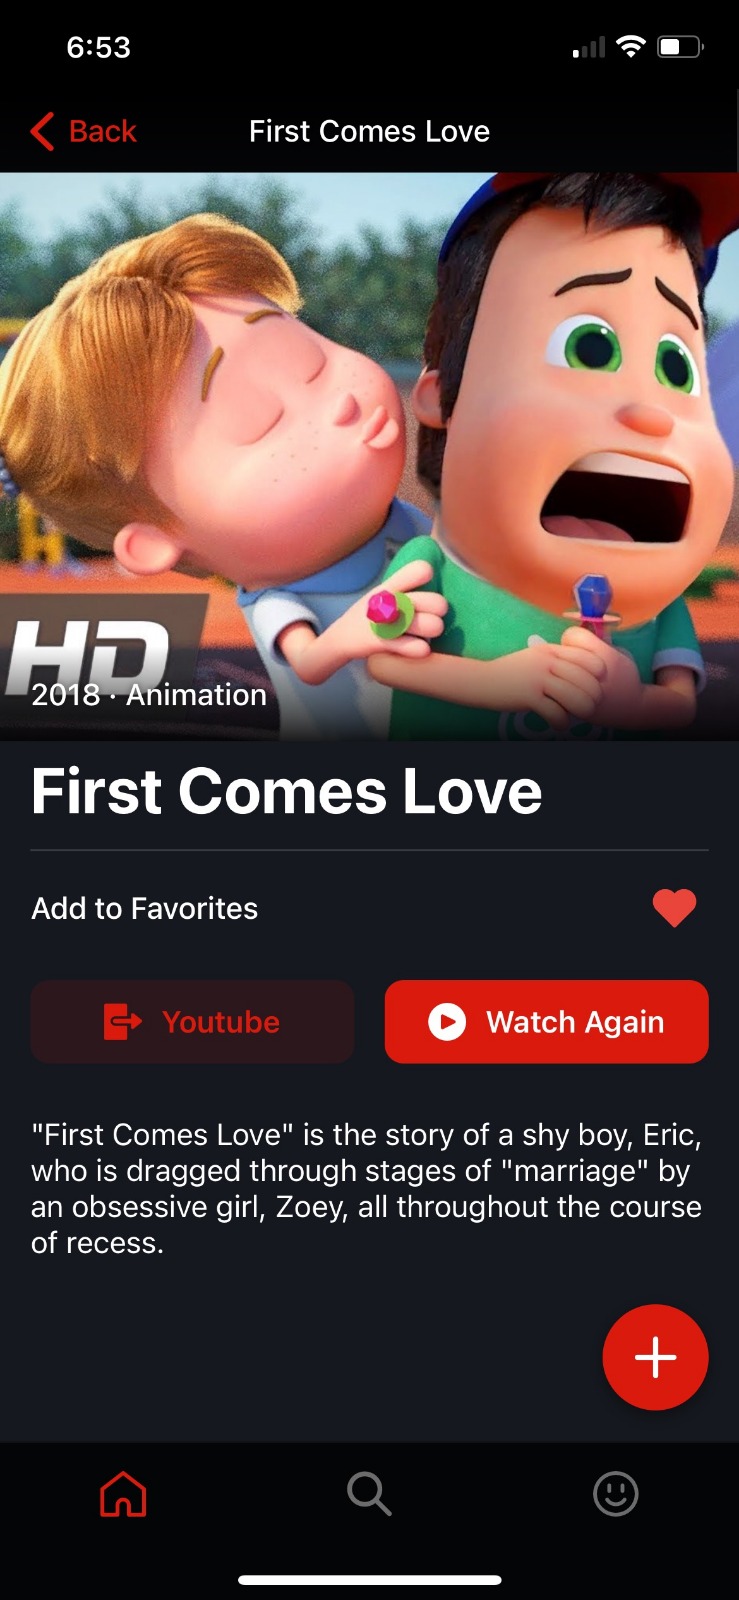 6:53
Back
First Comes Love
HD
2018 · Animation
First Comes Love
Add to Favorites
Youtube
Watch Again
"First Comes Love" is the story of a shy boy, Eric,
who is dragged through stages of "marriage" by
an obsessive girl, Zoey, all throughout the course
of recess.